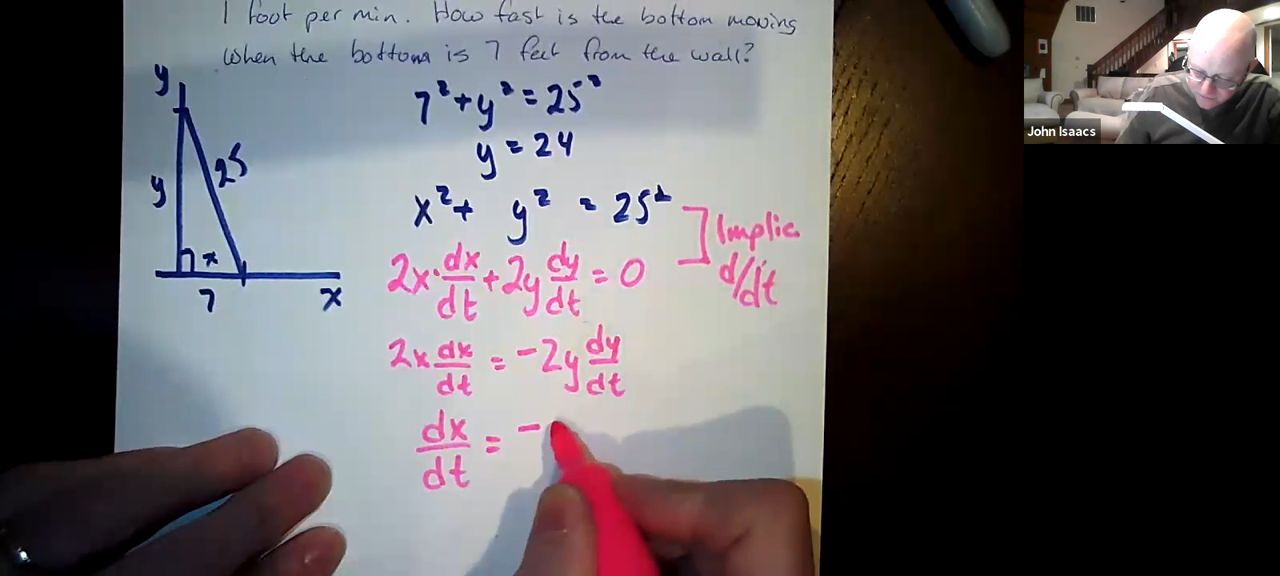 1 foot per min. How fast is the bottom moving
when the bottom is 7 feet from the wall?
y
y
25
x
7
x
7² + y² = 25²
y = 24
x² + y² = 25²
2x · dx/dt + 2y dy/dt = 0
Implic
d/dt
2x dx/dt = -2y dy/dt
dx/dt = -
John Isaacs